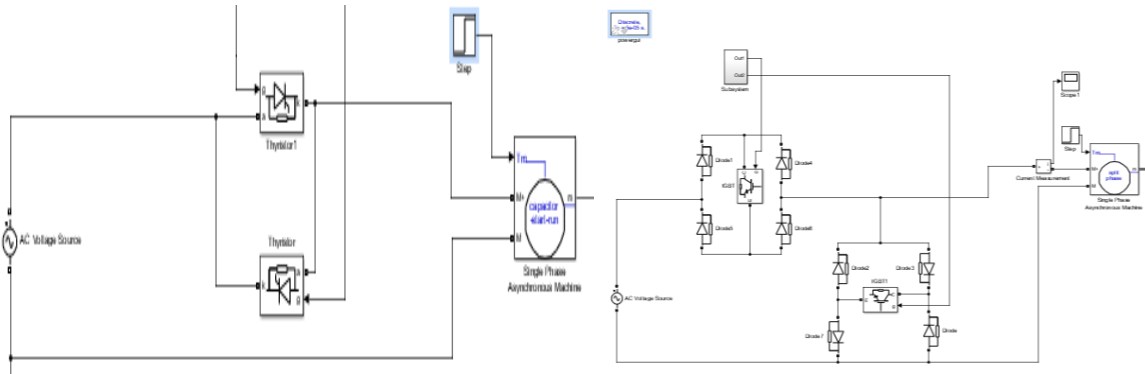 Step
g
a
k
Thyristor1
Tm
M+
M-
m
capacitor
-start-run
AC Voltage Source
Thyristor
k
a
g
Single Phase
Asynchronous Machine
Discrete,
powergui
Out1
Out2
Subsystem
Scope1
Diode1
Diode4
IGBT
Step
Current Measurement
Tm
M+
M-
m
split
phase
Single Phase
Asynchronous Machine
Diode5
Diode6
Diode2
Diode3
IGBT1
AC Voltage Source
Diode7
Diode